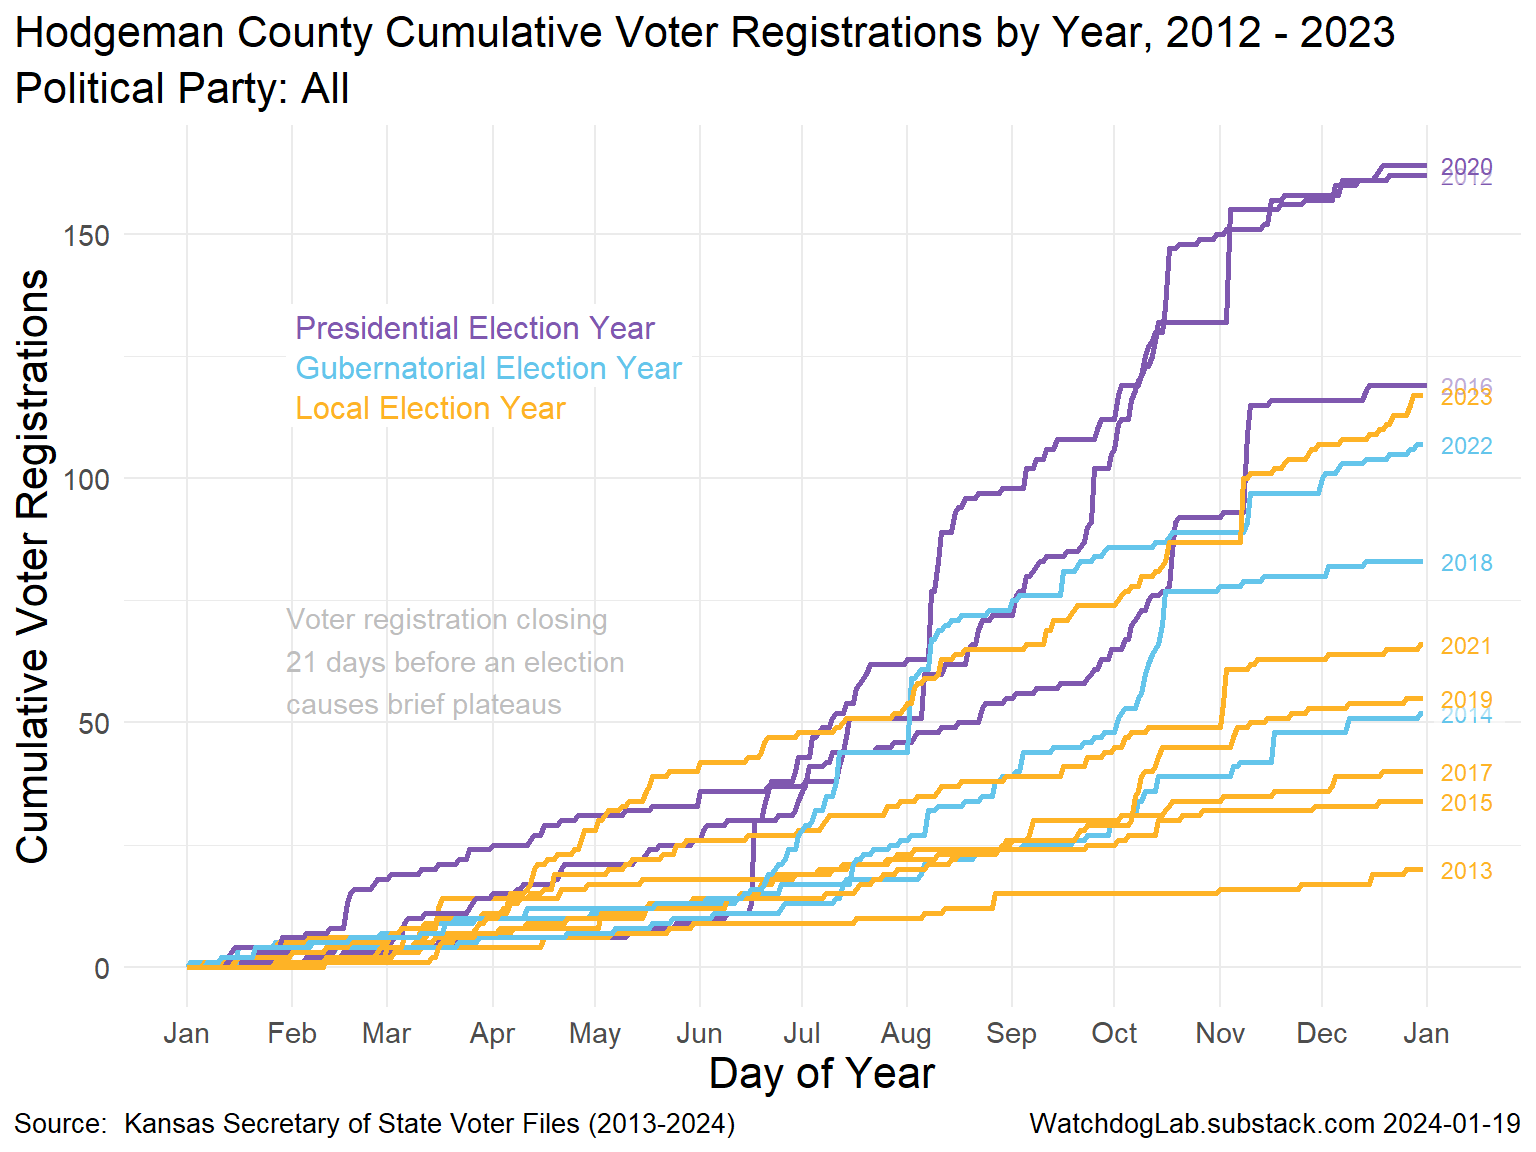 Hodgeman County Cumulative Voter Registrations by Year, 2012 - 2023
Political Party: All
Cumulative Voter Registrations
150
100
50
0
Presidential Election Year
Gubernatorial Election Year
Local Election Year
Voter registration closing
21 days before an election
causes brief plateaus
2020
2012
2016
2023
2022
2018
2021
2019
2014
2017
2015
2013
Jan Feb Mar Apr May Jun Jul Aug Sep Oct Nov Dec Jan
Day of Year
Source:  Kansas Secretary of State Voter Files (2013-2024)
WatchdogLab.substack.com 2024-01-19